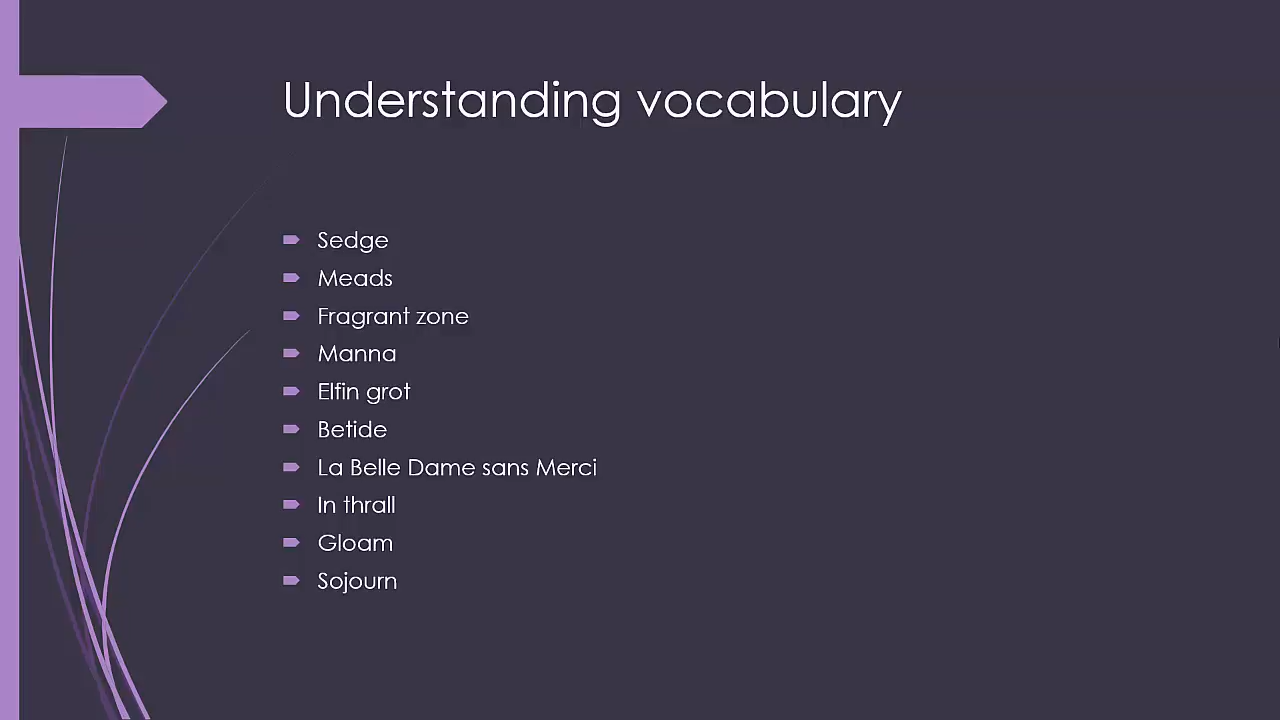 Understanding vocabulary
Sedge
Meads
Fragrant zone
Manna
Elfin grot
Betide
La Belle Dame sans Merci
In thrall
Gloam
Sojourn